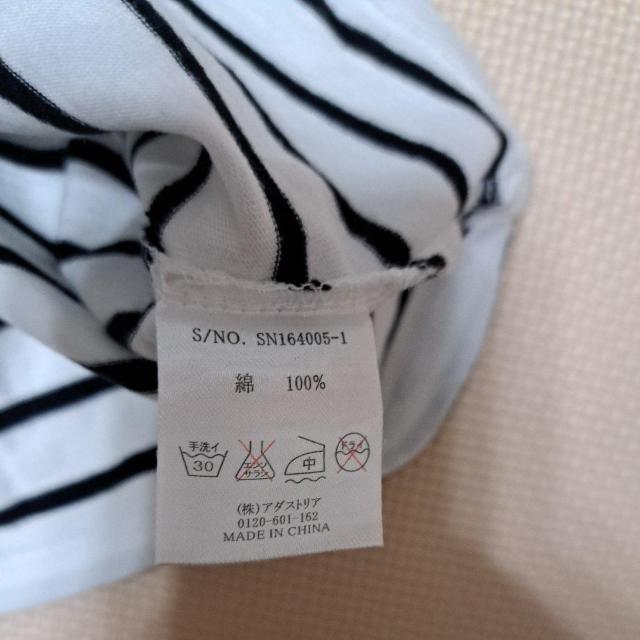 S/NO. SN164005-1
綿 100%
手洗イ
30
エンソ
サラシ
中
ドライ
(株)アダストリア
0120-601-162
MADE IN CHINA